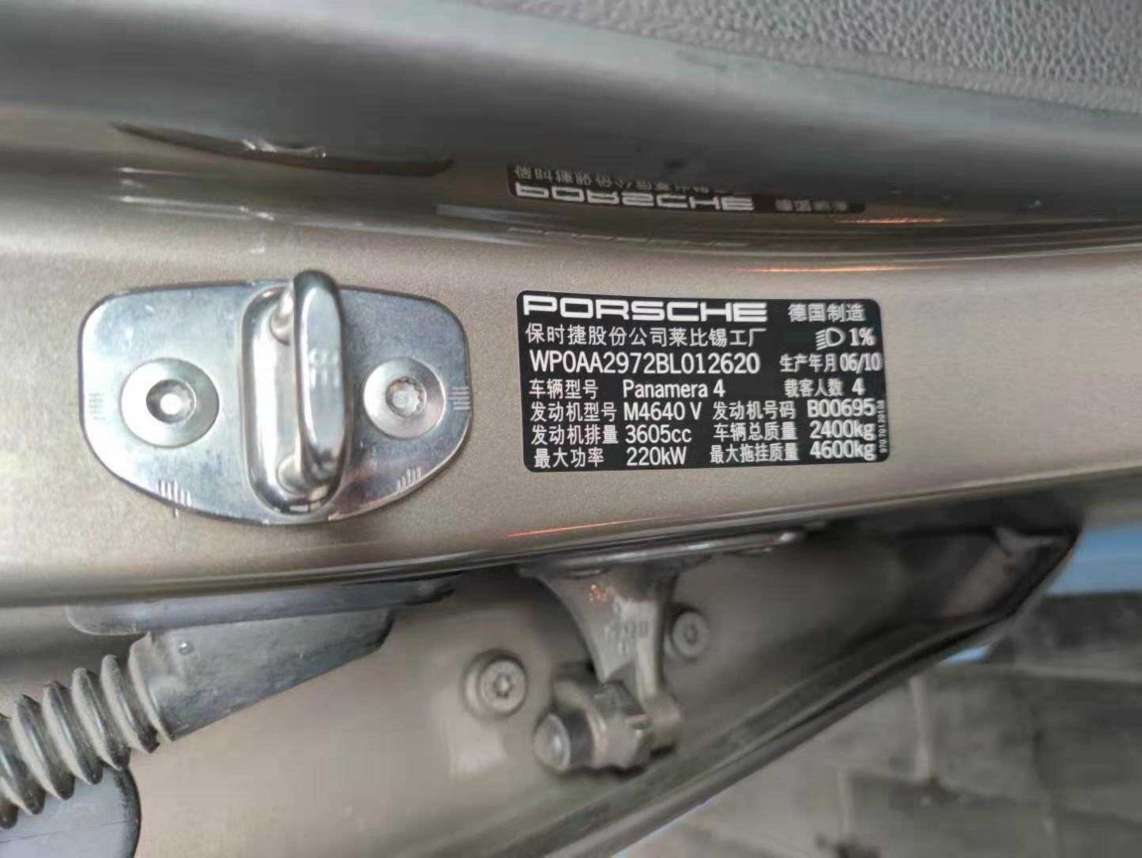 PORSCHE 德国制造
保时捷股份公司莱比锡工厂 1%
WP0AA2972BL012620 生产年月 06/10
车辆型号 Panamera 4 载客人数 4
发动机型号 M4640 V 发动机号码 B00695
发动机排量 3605cc 车辆总质量 2400kg
最大功率 220kW 最大拖挂质量 4600kg